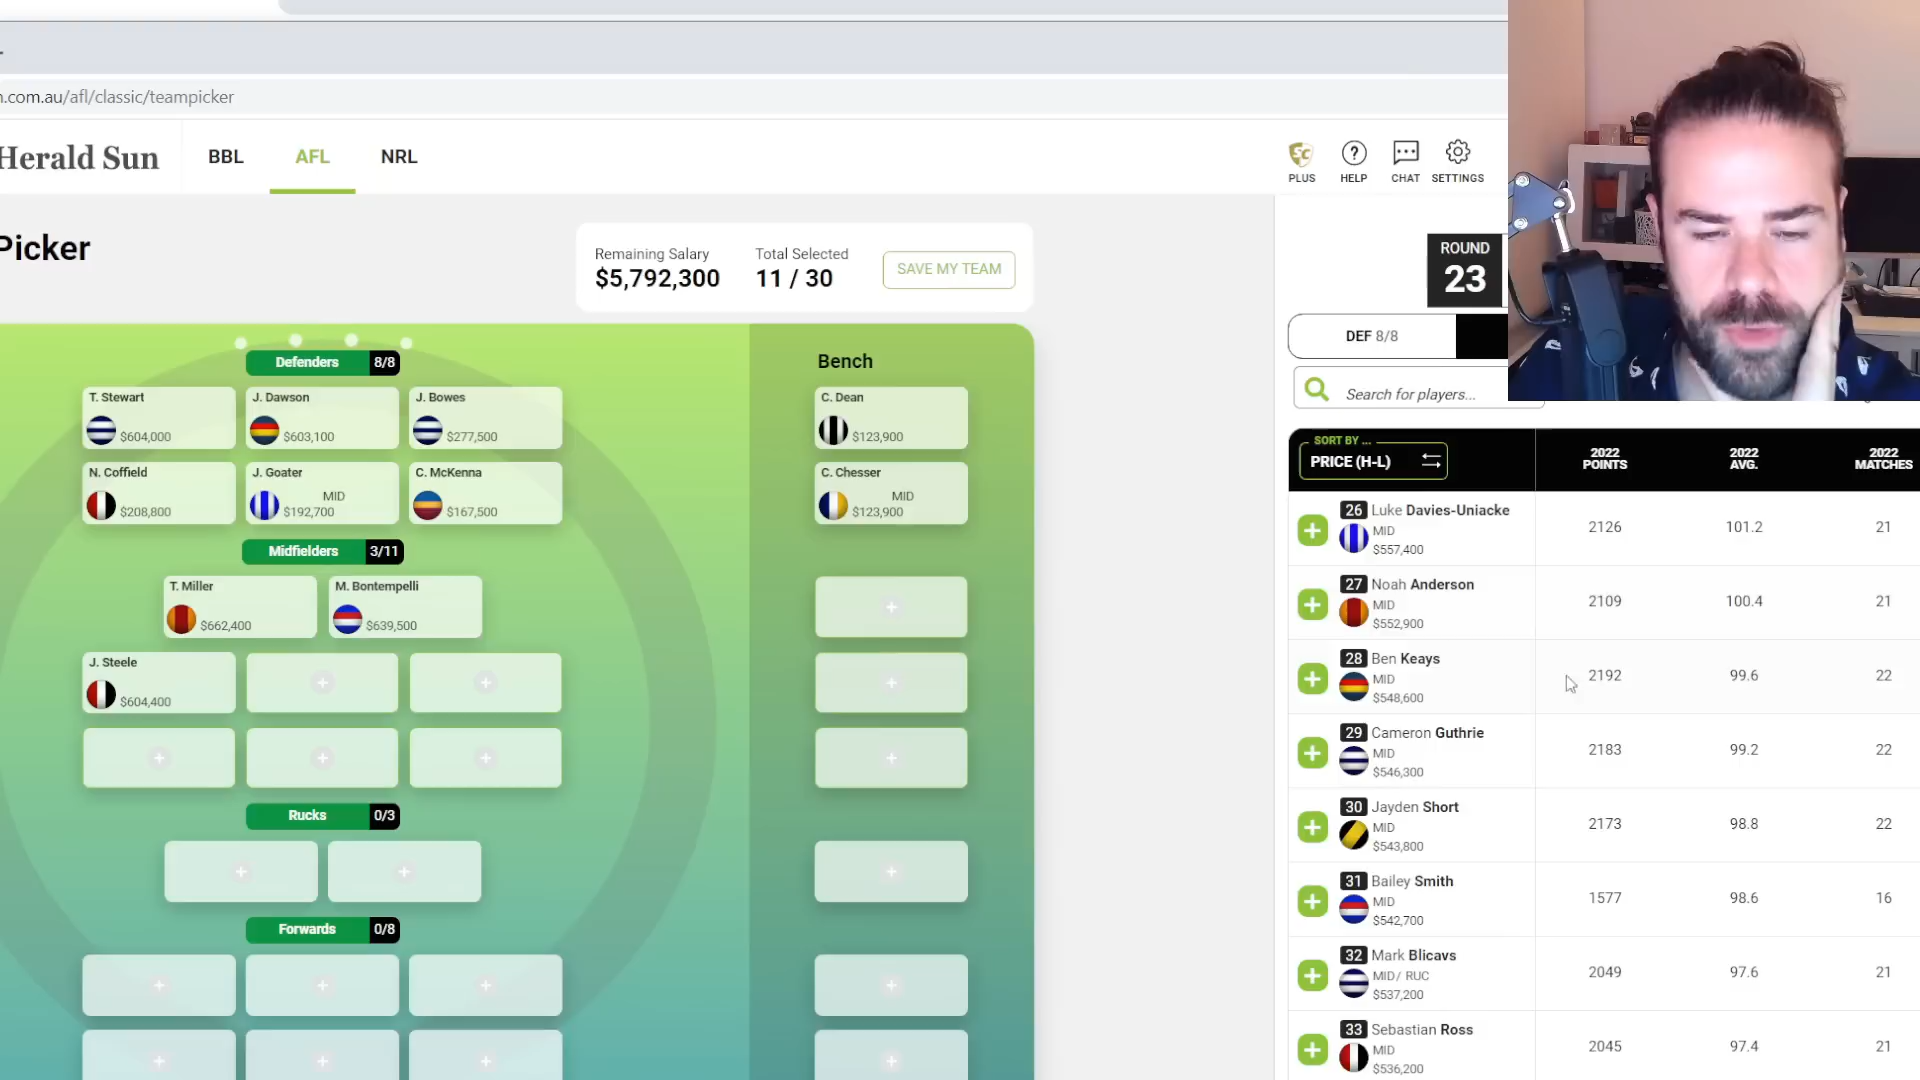 n.com.au/afl/classic/teampicker
Herald Sun
BBL
AFL
NRL
PLUS
HELP
CHAT
SETTINGS
Picker
Remaining Salary
$5,792,300
Total Selected
11 / 30
SAVE MY TEAM
ROUND
23
DEF 8/8
Search for players...
Defenders 8/8
Bench
T. Stewart
$604,000
J. Dawson
$603,100
J. Bowes
$277,500
C. Dean
$123,900
N. Coffield
$208,800
J. Goater
MID
$192,700
C. McKenna
$167,500
C. Chesser
MID
$123,900
Midfielders 3/11
T. Miller
$662,400
M. Bontempelli
$639,500
J. Steele
$604,400
Rucks 0/3
Forwards 0/8
SORT BY ...
PRICE (H-L)
2022 POINTS
2022 AVG.
2022 MATCHES
26 Luke Davies-Uniacke
MID
$557,400
2126 101.2 21
27 Noah Anderson
MID
$552,900
2109 100.4 21
28 Ben Keays
MID
$548,600
2192 99.6 22
29 Cameron Guthrie
MID
$546,300
2183 99.2 22
30 Jayden Short
MID
$543,800
2173 98.8 22
31 Bailey Smith
MID
$542,700
1577 98.6 16
32 Mark Blicavs
MID/ RUC
$537,200
2049 97.6 21
33 Sebastian Ross
MID
$536,200
2045 97.4 21